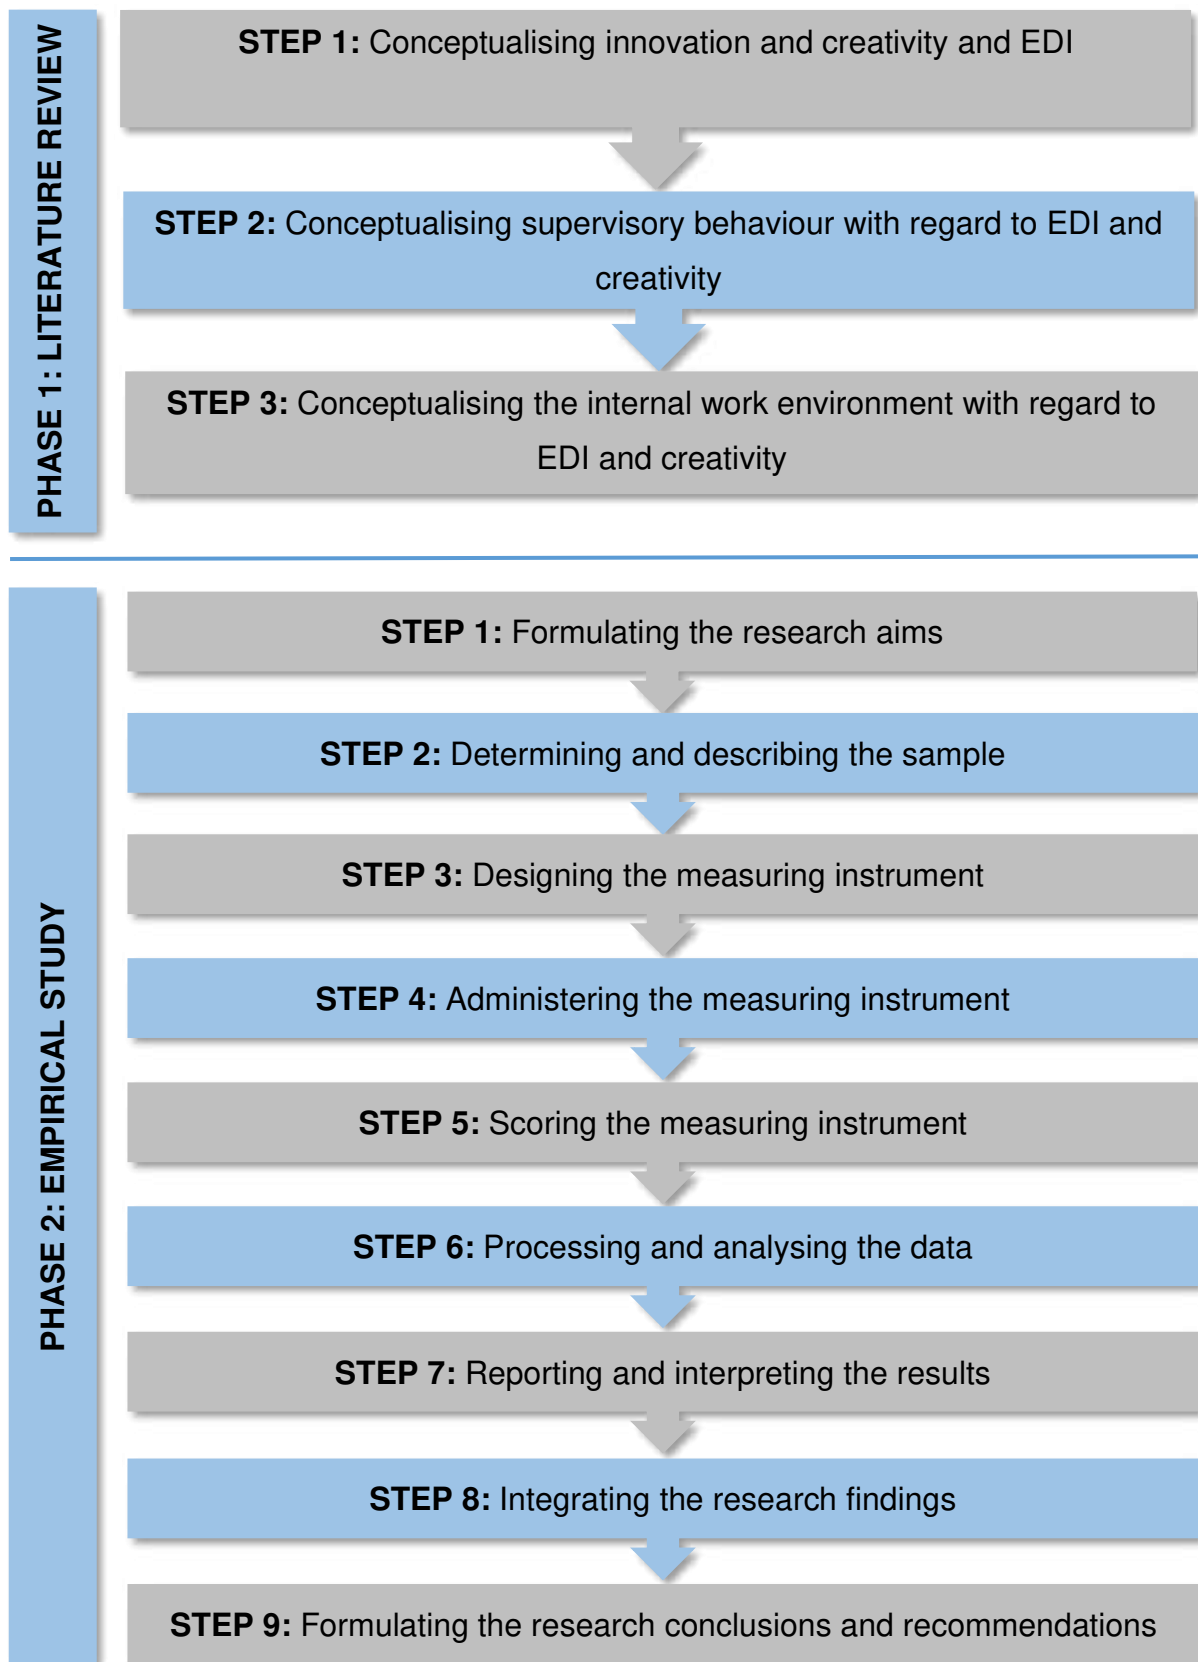 PHASE 1: LITERATURE REVIEW
STEP 1: Conceptualising innovation and creativity and EDI
STEP 2: Conceptualising supervisory behaviour with regard to EDI and
creativity
STEP 3: Conceptualising the internal work environment with regard to
EDI and creativity
PHASE 2: EMPIRICAL STUDY
STEP 1: Formulating the research aims
STEP 2: Determining and describing the sample
STEP 3: Designing the measuring instrument
STEP 4: Administering the measuring instrument
STEP 5: Scoring the measuring instrument
STEP 6: Processing and analysing the data
STEP 7: Reporting and interpreting the results
STEP 8: Integrating the research findings
STEP 9: Formulating the research conclusions and recommendations